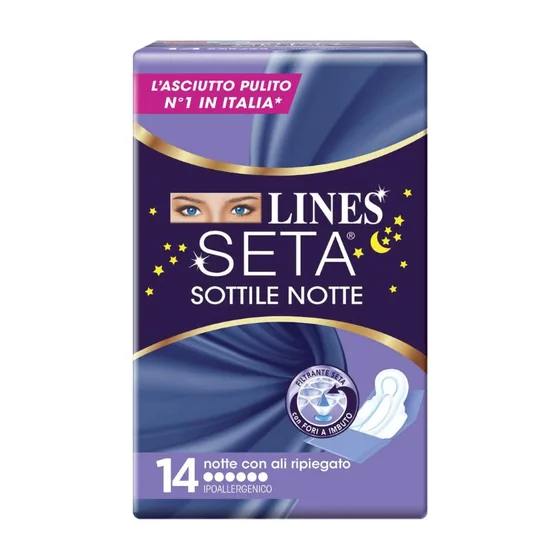 L'ASCIUTTO PULITO
N°1 IN ITALIA*
LINES
SETA®
SOTTILE NOTTE
FILTRANTE SETA
con FORI A IMBUTO
14 notte con ali ripiegato
IPOALLERGENICO